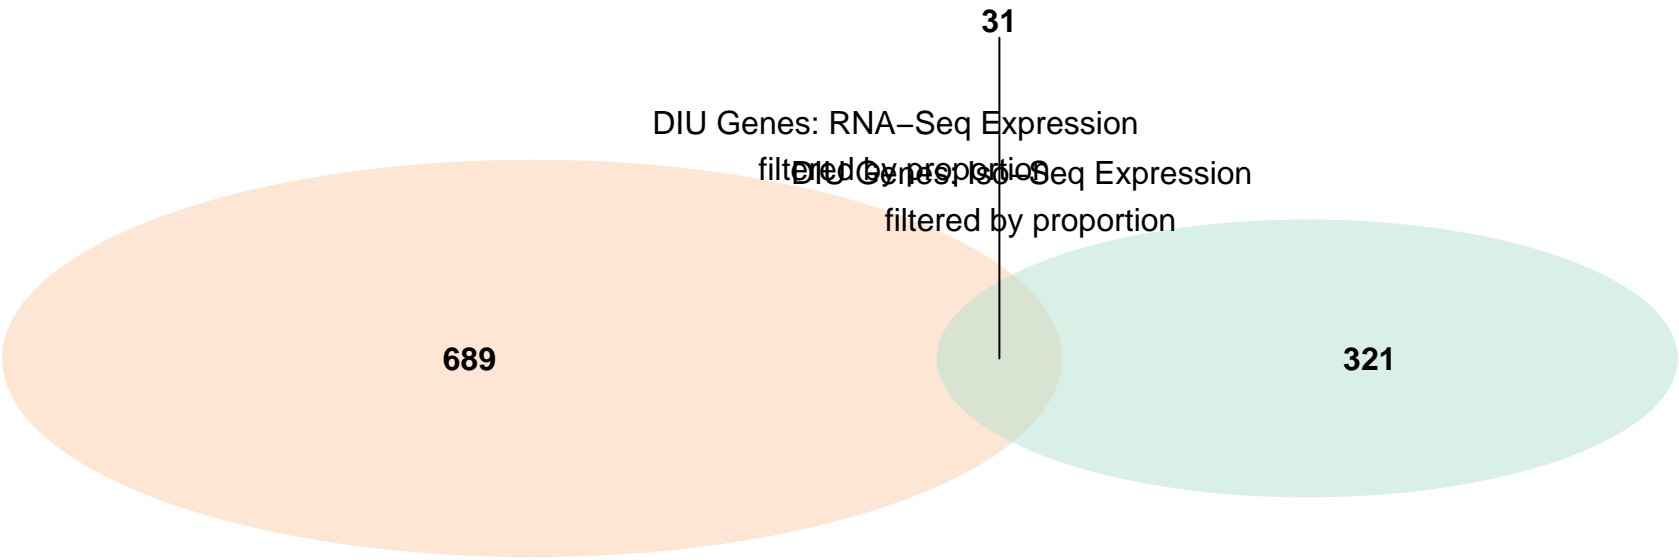 31
DIU Genes: RNA−Seq Expression
filtered by proportion
DIU Genes: Iso−Seq Expression
filtered by proportion
689
321